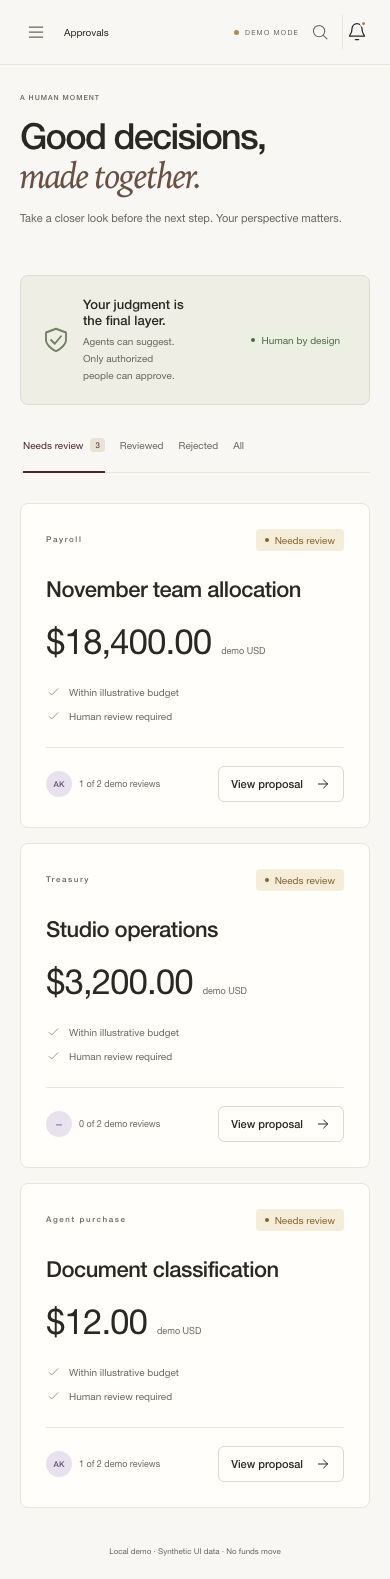 Approvals
DEMO MODE
A HUMAN MOMENT
Good decisions,
made together.
Take a closer look before the next step. Your perspective matters.
Your judgment is
the final layer.
Agents can suggest.
Only authorized
people can approve.
Human by design
Needs review 3 Reviewed Rejected All
Payroll
Needs review
November team allocation
$18,400.00 demo USD
Within illustrative budget
Human review required
AK 1 of 2 demo reviews
View proposal
Treasury
Needs review
Studio operations
$3,200.00 demo USD
Within illustrative budget
Human review required
– 0 of 2 demo reviews
View proposal
Agent purchase
Needs review
Document classification
$12.00 demo USD
Within illustrative budget
Human review required
AK 1 of 2 demo reviews
View proposal
Local demo · Synthetic UI data · No funds move